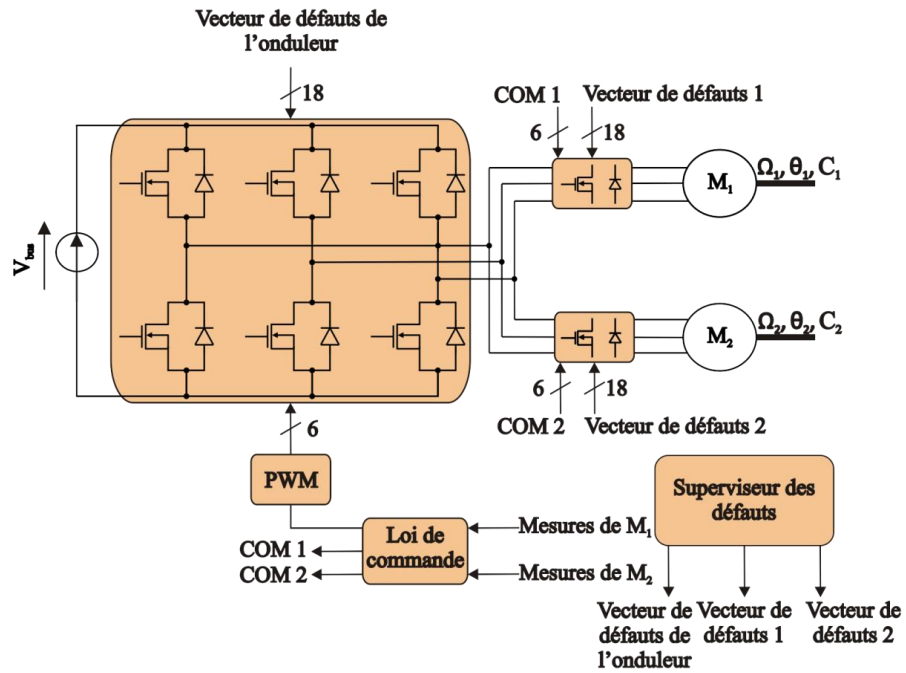 Vecteur de défauts de
l'onduleur
18
COM 1
Vecteur de défauts 1
6
18
M1
Ω1, θ1, C1
Vbus
M2
Ω2, θ2, C2
6
18
COM 2
Vecteur de défauts 2
6
PWM
Superviseur des
défauts
Loi de
commande
Mesures de M1
COM 1
COM 2
Mesures de M2
Vecteur de
défauts de
l'onduleur
Vecteur de
défauts 1
Vecteur de
défauts 2